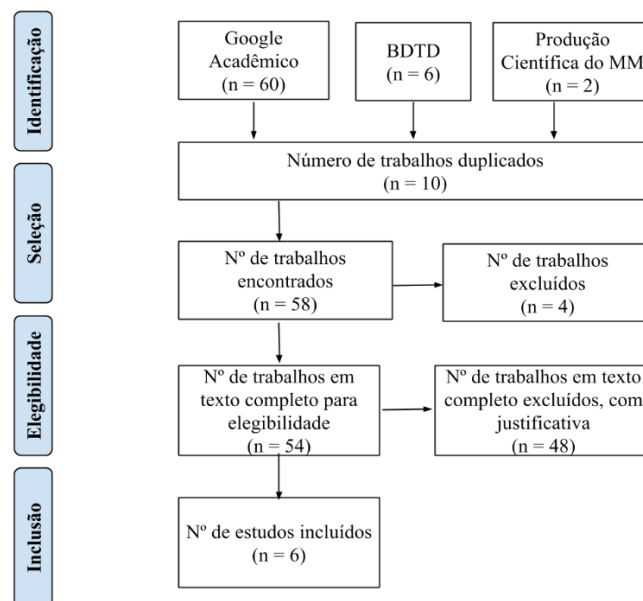 Identificação
Google
Acadêmico
(n = 60)
BDTD
(n = 6)
Produção
Científica do MM
(n = 2)
Número de trabalhos duplicados
(n = 10)
Seleção
Nº de trabalhos
encontrados
(n = 58)
Nº de trabalhos
excluídos
(n = 4)
Elegibilidade
Nº de trabalhos em
texto completo para
elegibilidade
(n = 54)
Nº de trabalhos em texto
completo excluídos, com
justificativa
(n = 48)
Inclusão
Nº de estudos incluídos
(n = 6)